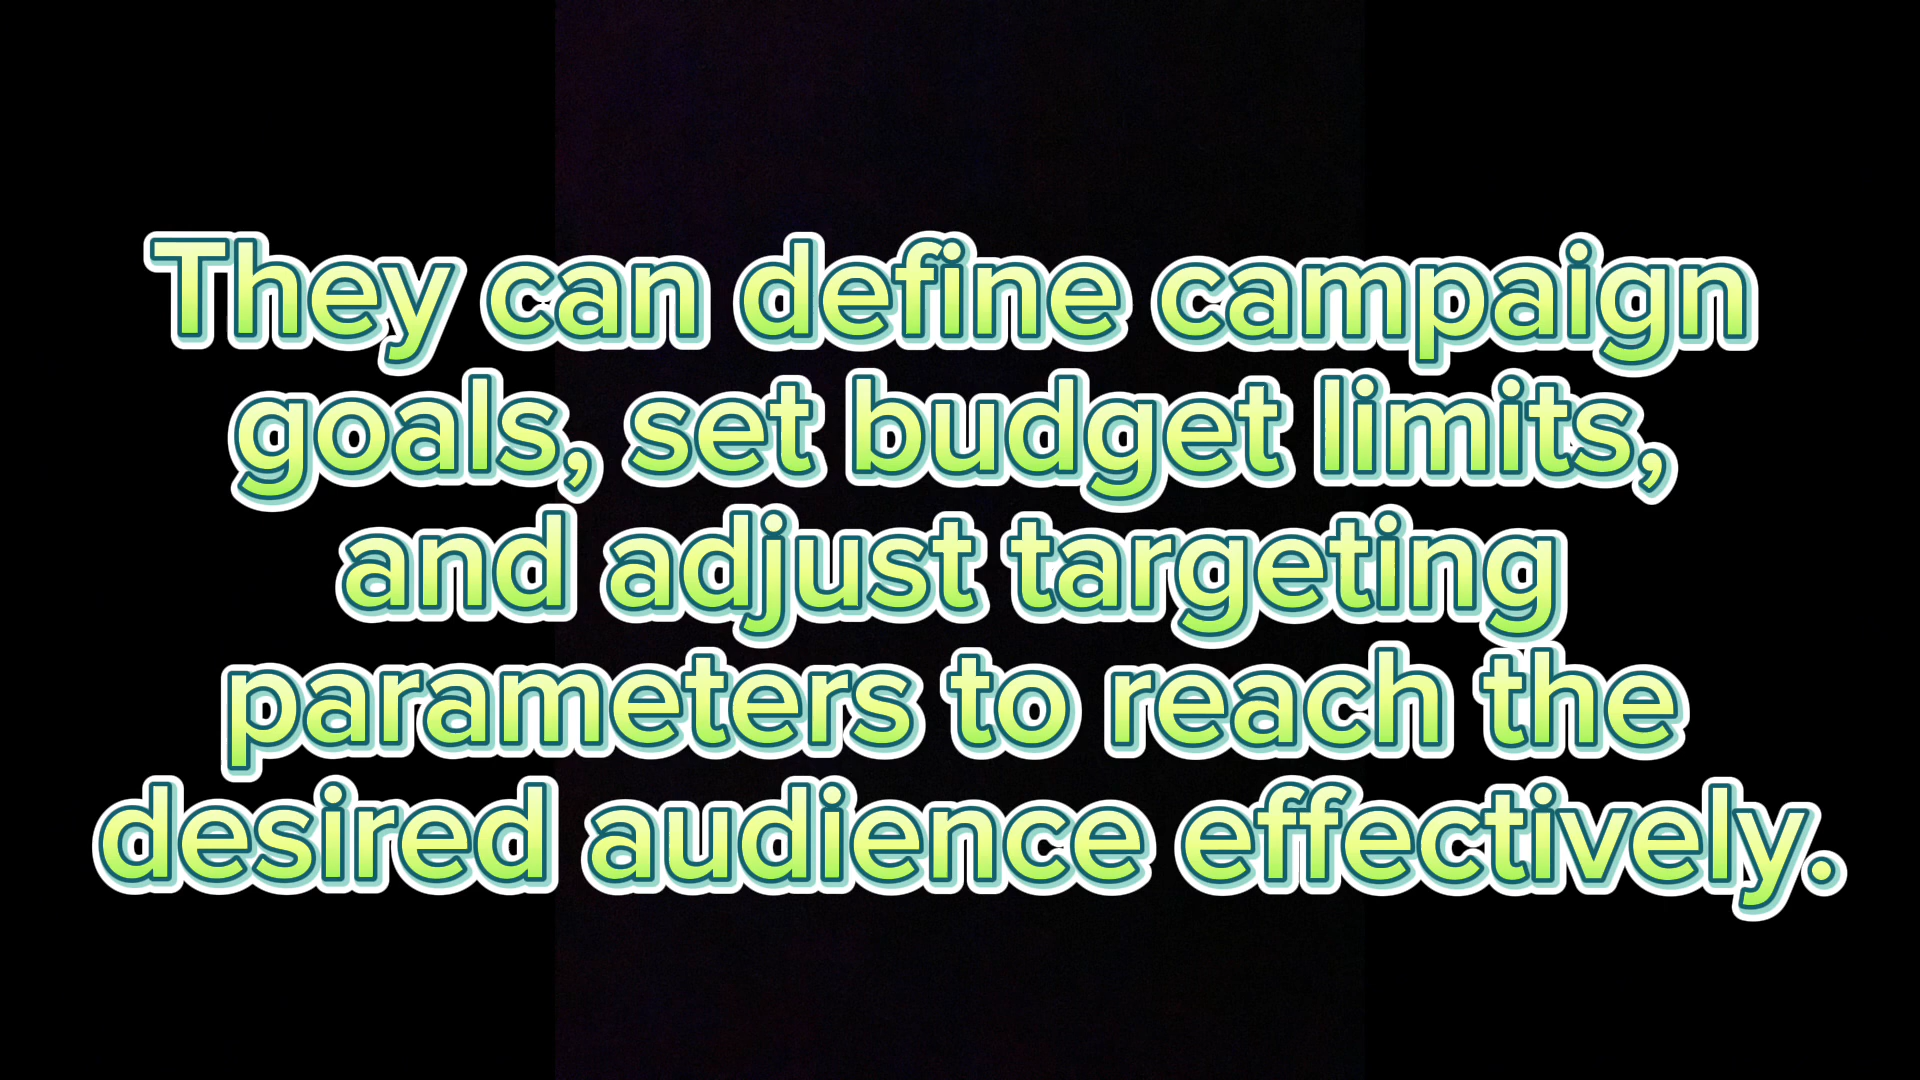 They can define campaign
goals, set budget limits,
and adjust targeting
parameters to reach the
desired audience effectively.